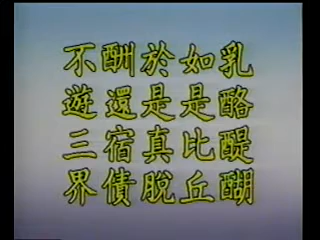 乳酪醍醐
如是比丘
於是真脫
酬還宿債
不遊三界